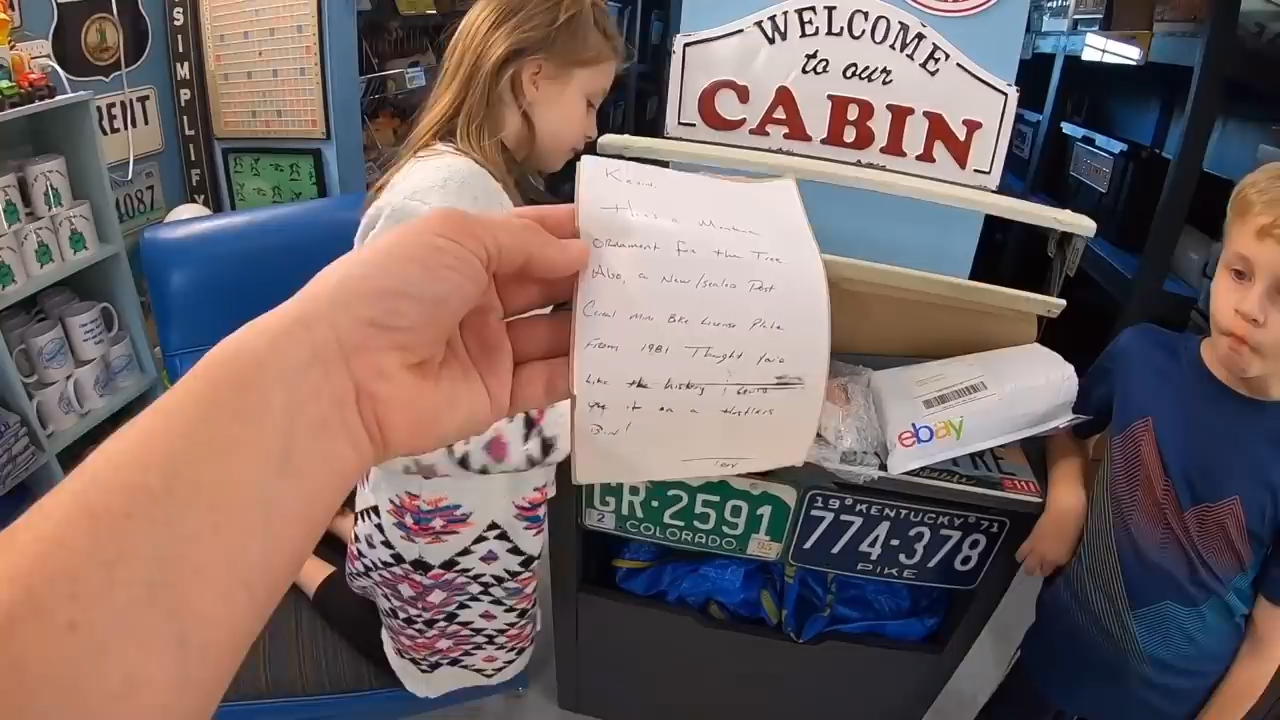 SIMPLIFY
RENT
4087
WELCOME
to our
CABIN
Kevin,
Here's a
Ornament for the Tree
Also, a New/sealed Post
Cereal Mini Bike License Plate
From 1981 Thought you'd
Like the history
it on a Hustlers
Bin!
ebay
GR·2591
2
COLORADO
95
19 KENTUCKY 71
774-378
PIKE